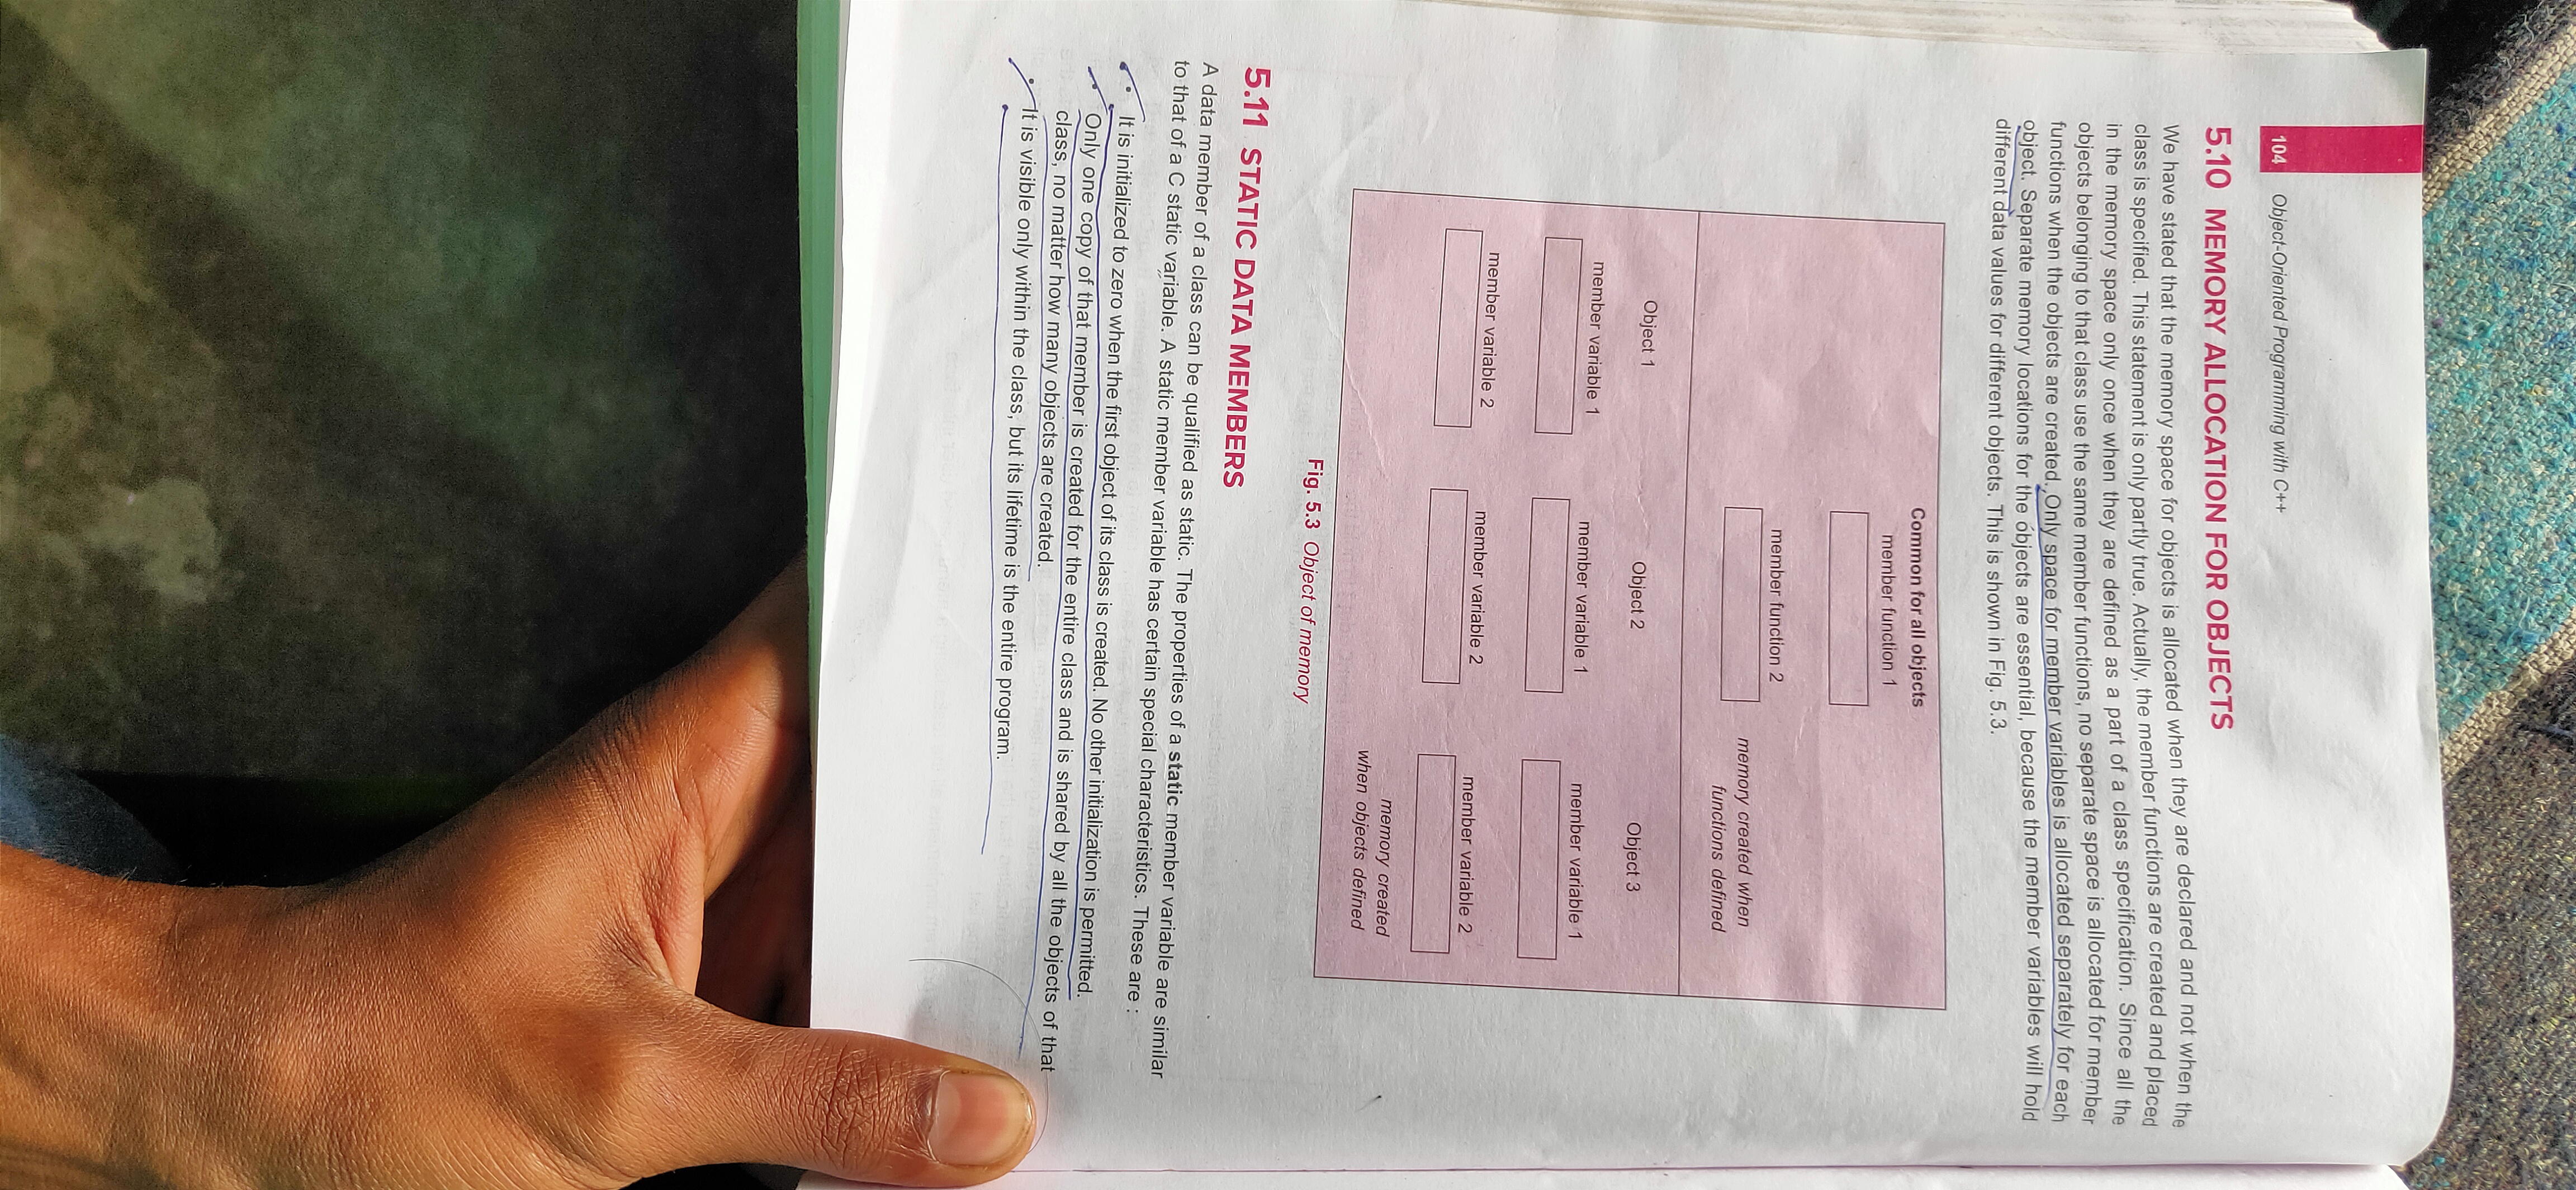 104 Object-Oriented Programming with C++
5.10 MEMORY ALLOCATION FOR OBJECTS
We have stated that the memory space for objects is allocated when they are declared and not when the
class is specified. This statement is only partly true. Actually, the member functions are created and placed
in the memory space only once when they are defined as a part of a class specification. Since all the
objects belonging to that class use the same member functions, no separate space is allocated for member
functions when the objects are created. Only space for member variables is allocated separately for each
object. Separate memory locations for the objects are essential, because the member variables will hold
different data values for different objects. This is shown in Fig. 5.3.
Common for all objects
member function 1
member function 2
memory created when
functions defined
Object 1 Object 2 Object 3
member variable 1 member variable 1 member variable 1
member variable 2 member variable 2 member variable 2
memory created
when objects defined
Fig. 5.3 Object of memory
5.11 STATIC DATA MEMBERS
A data member of a class can be qualified as static. The properties of a static member variable are similar
to that of a C static variable. A static member variable has certain special characteristics. These are :
• It is initialized to zero when the first object of its class is created. No other initialization is permitted.
• Only one copy of that member is created for the entire class and is shared by all the objects of that
class, no matter how many objects are created.
• It is visible only within the class, but its lifetime is the entire program.